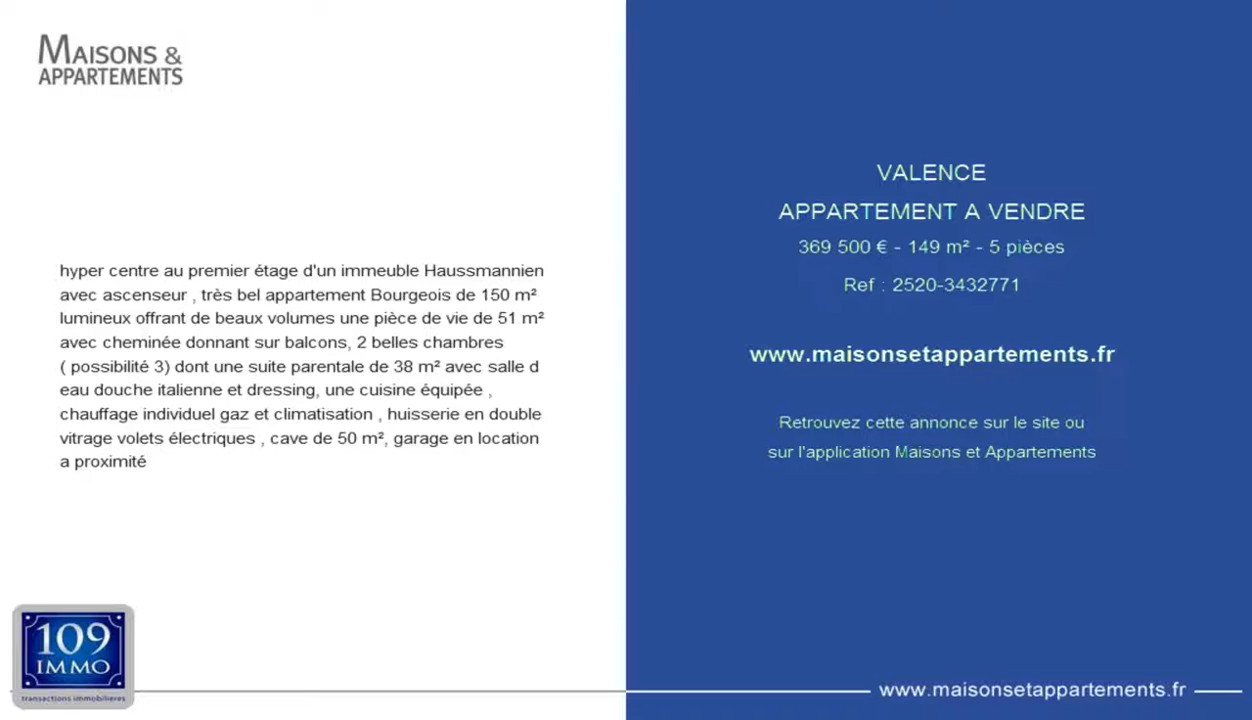 MAISONS &
APPARTEMENTS
hyper centre au premier étage d'un immeuble Haussmannien
avec ascenseur , très bel appartement Bourgeois de 150 m²
lumineux offrant de beaux volumes une pièce de vie de 51 m²
avec cheminée donnant sur balcons, 2 belles chambres
( possibilité 3) dont une suite parentale de 38 m² avec salle d
eau douche italienne et dressing, une cuisine équipée ,
chauffage individuel gaz et climatisation , huisserie en double
vitrage volets électriques , cave de 50 m², garage en location
a proximité
109
IMMO
transactions immobilières
VALENCE
APPARTEMENT A VENDRE
369 500 € - 149 m² - 5 pièces
Ref : 2520-3432771
www.maisonsetappartements.fr
Retrouvez cette annonce sur le site ou
sur l'application Maisons et Appartements
www.maisonsetappartements.fr